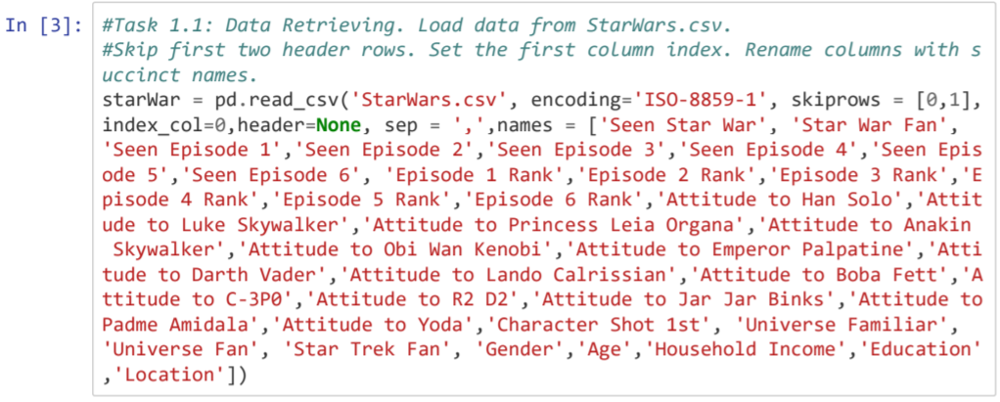 In [3]: #Task 1.1: Data Retrieving. Load data from StarWars.csv.
#Skip first two header rows. Set the first column index. Rename columns with s
uccinct names.
starWar = pd.read_csv('StarWars.csv', encoding='ISO-8859-1', skiprows = [0,1],
index_col=0,header=None, sep = ',',names = ['Seen Star War', 'Star War Fan',
'Seen Episode 1','Seen Episode 2','Seen Episode 3','Seen Episode 4','Seen Epis
ode 5','Seen Episode 6', 'Episode 1 Rank','Episode 2 Rank','Episode 3 Rank','E
pisode 4 Rank','Episode 5 Rank','Episode 6 Rank','Attitude to Han Solo','Attit
ude to Luke Skywalker','Attitude to Princess Leia Organa','Attitude to Anakin
 Skywalker','Attitude to Obi Wan Kenobi','Attitude to Emperor Palpatine','Atti
tude to Darth Vader','Attitude to Lando Calrissian','Attitude to Boba Fett','A
ttitude to C-3P0','Attitude to R2 D2','Attitude to Jar Jar Binks','Attitude to
Padme Amidala','Attitude to Yoda','Character Shot 1st', 'Universe Familiar',
'Universe Fan', 'Star Trek Fan', 'Gender','Age','Household Income','Education'
,'Location'])